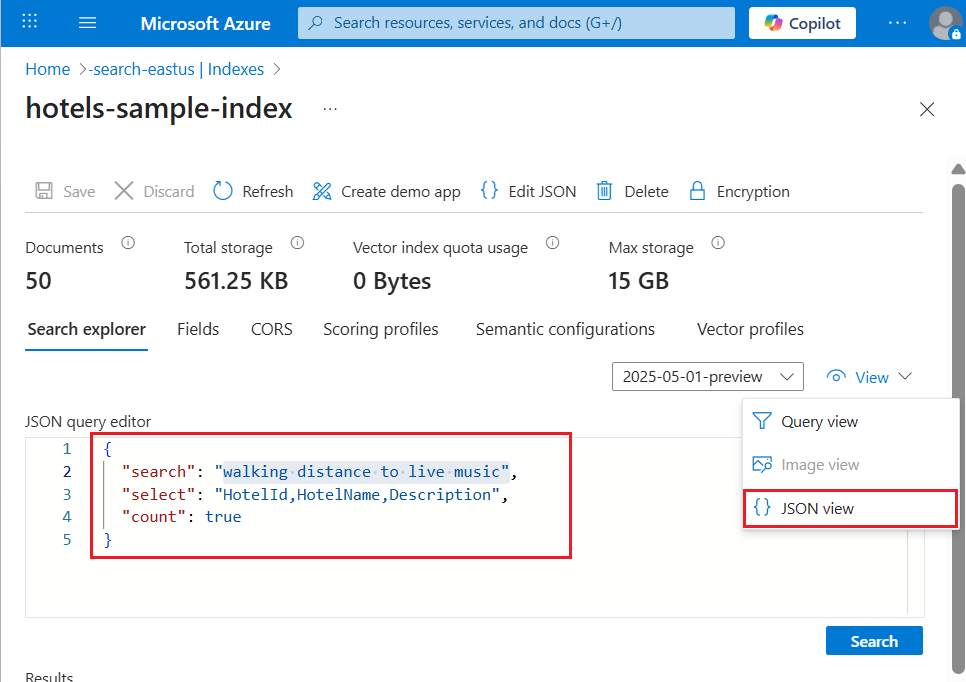 Microsoft Azure
Search resources, services, and docs (G+/)
Copilot
...
Home > -search-eastus | Indexes >
hotels-sample-index ...
Save Discard Refresh Create demo app {} Edit JSON Delete Encryption
Documents Total storage Vector index quota usage Max storage
50 561.25 KB 0 Bytes 15 GB
Search explorer Fields CORS Scoring profiles Semantic configurations Vector profiles
2025-05-01-preview View
Query view
Image view
{} JSON view
JSON query editor
1 {
2 "search": "walking distance to live music",
3 "select": "HotelId,HotelName,Description",
4 "count": true
5 }
Search
Results